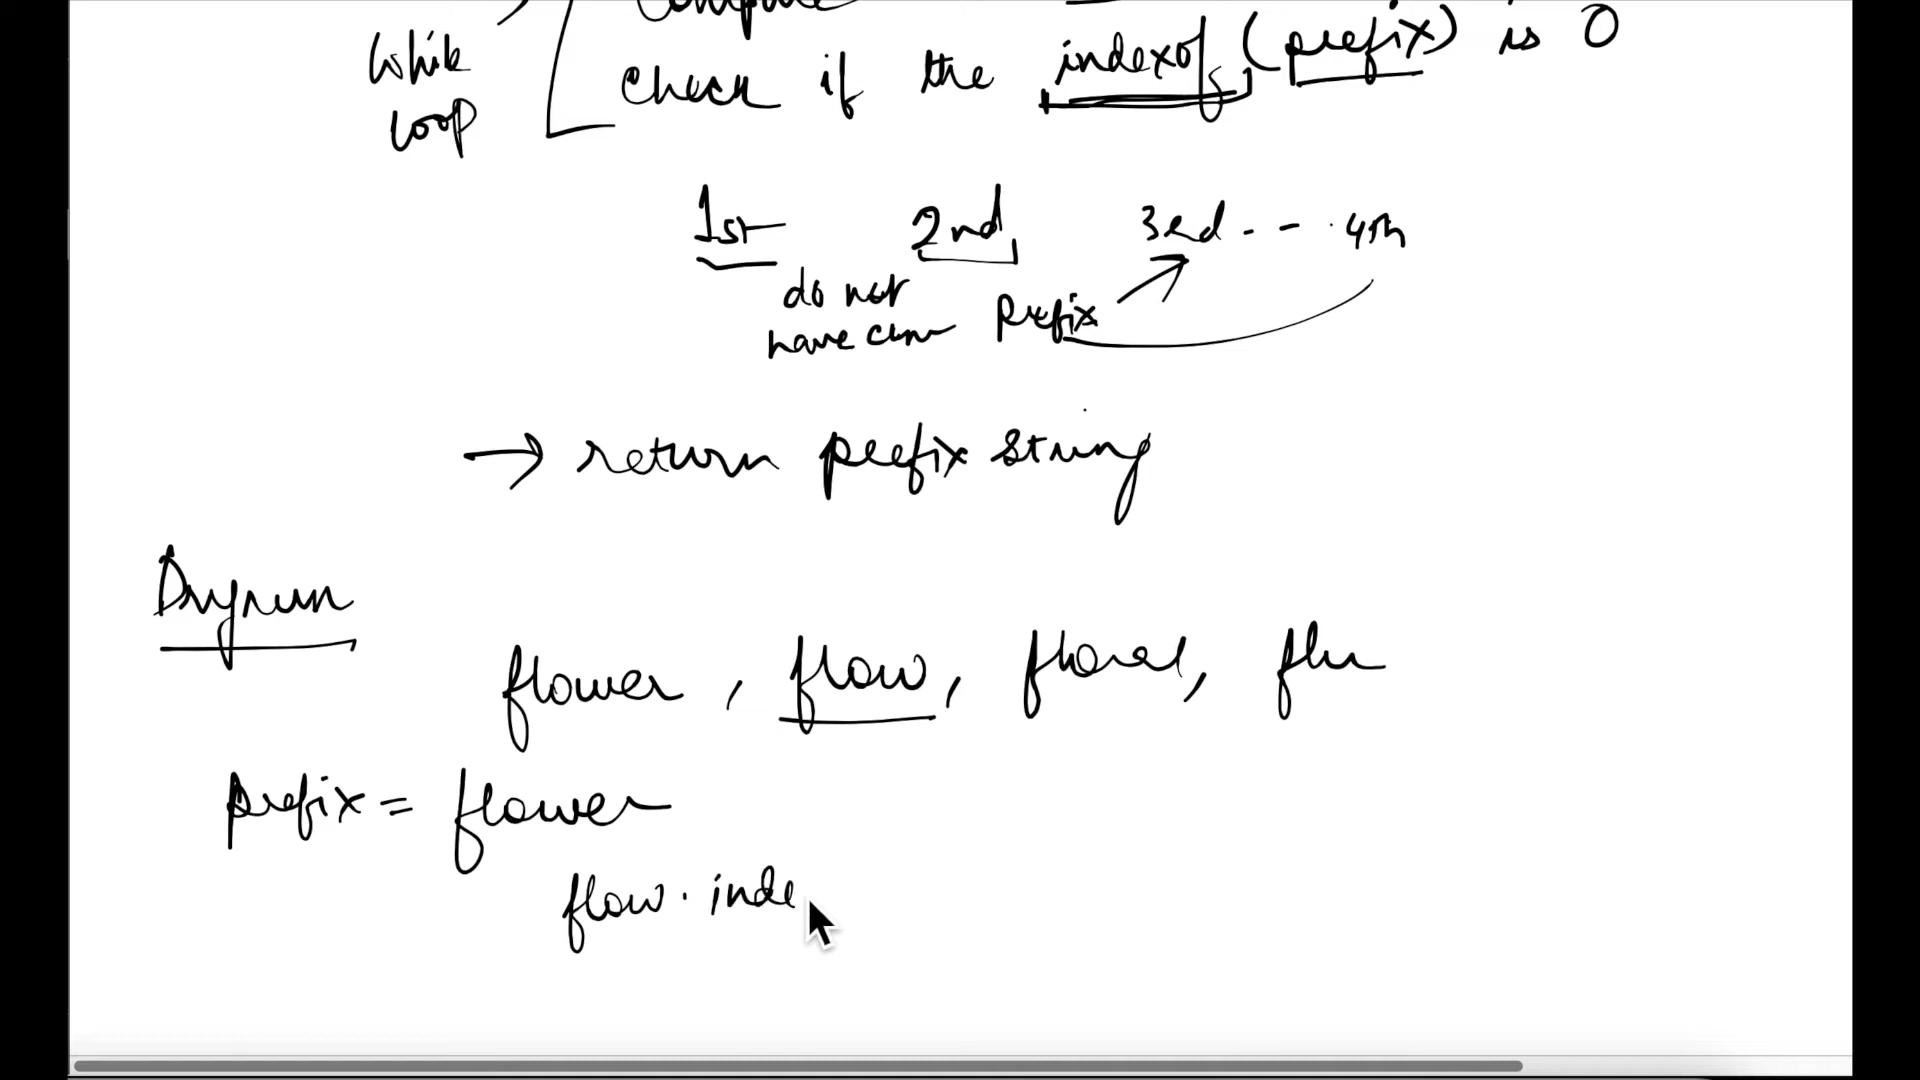 While
loop
check if the indexof (prefix) is 0
1st 2nd 3rd - - . 4th
do not
have prefix
→ return prefix string
Dryrun
flower , flow , floral , flu
prefix = flower
flow . inde